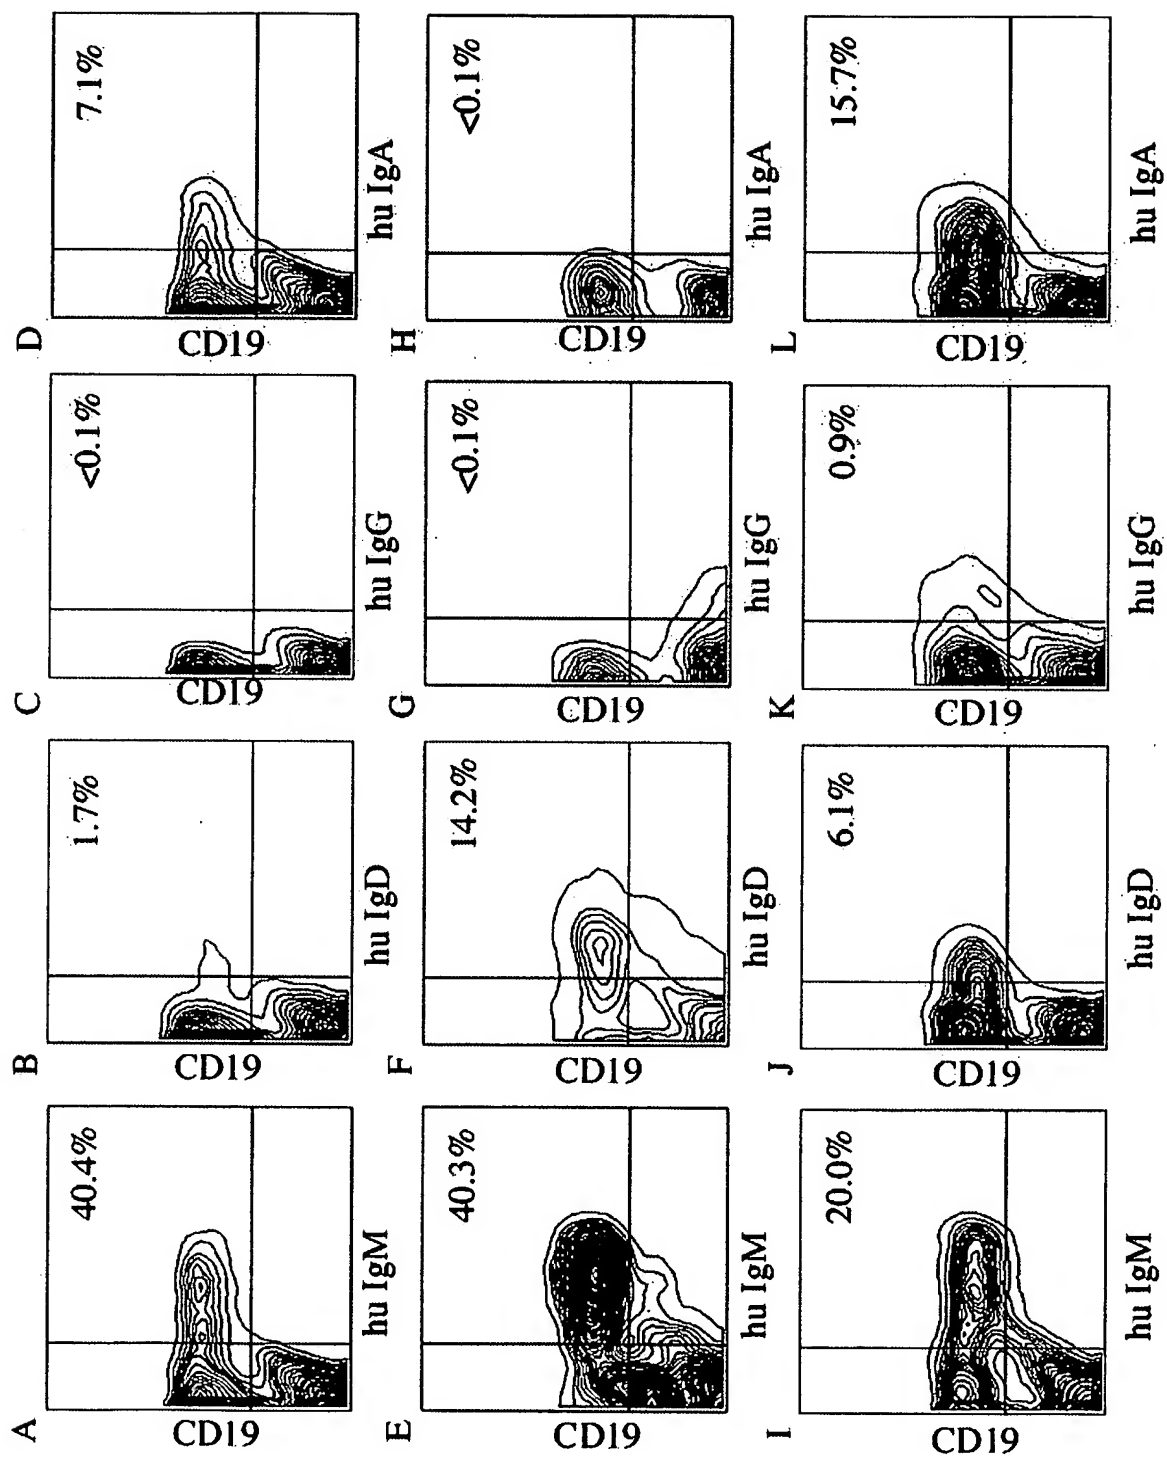 A
40.4%
CD19
hu IgM
B
1.7%
CD19
hu IgD
C
<0.1%
CD19
hu IgG
D
7.1%
CD19
hu IgA
E
40.3%
CD19
hu IgM
F
14.2%
CD19
hu IgD
G
<0.1%
CD19
hu IgG
H
<0.1%
CD19
hu IgA
I
20.0%
CD19
hu IgM
J
6.1%
CD19
hu IgD
K
0.9%
CD19
hu IgG
L
15.7%
CD19
hu IgA